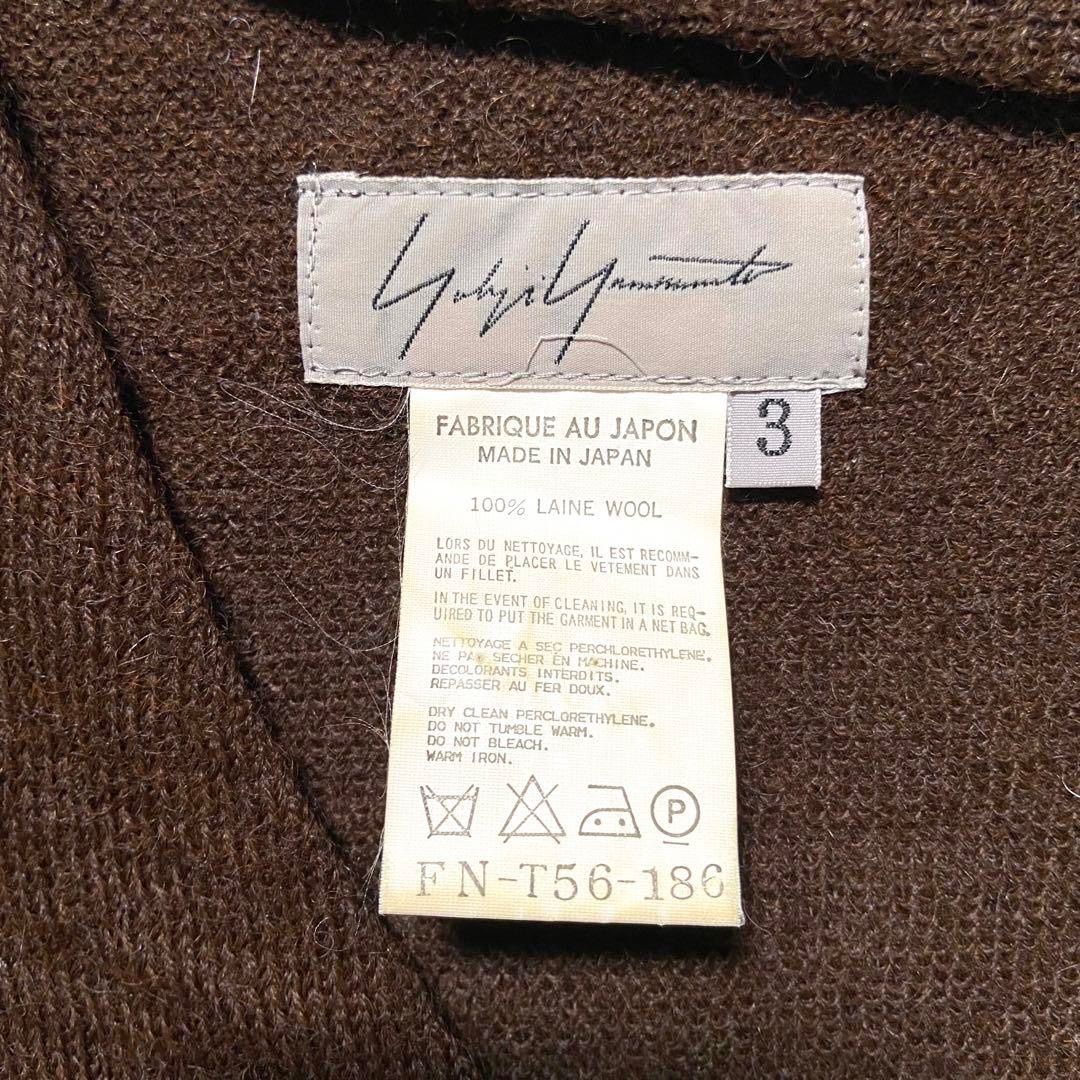 Yohji Yamamoto
3
FABRIQUE AU JAPON
MADE IN JAPAN
100% LAINE WOOL
LORS DU NETTOYAGE, IL EST RECOMM-
ANDE DE PLACER LE VETEMENT DANS
UN FILLET.
IN THE EVENT OF CLEANING, IT IS REQ-
UIRED TO PUT THE GARMENT IN A NET BAG.
NETTOYAGE A SEC PERCHLORETHYLENE.
NE PAS SECHER EN MACHINE.
DECOLORANTS INTERDITS.
REPASSER AU FER DOUX.
DRY CLEAN PERCLORETHYLENE.
DO NOT TUMBLE WARM.
DO NOT BLEACH.
WARM IRON.
P
FN-T56-186